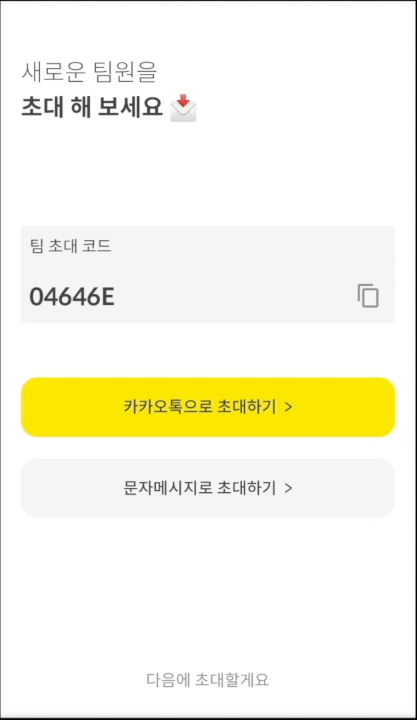 새로운 팀원을
초대 해 보세요
팀 초대 코드
04646E
카카오톡으로 초대하기 >
문자메시지로 초대하기 >
다음에 초대할게요